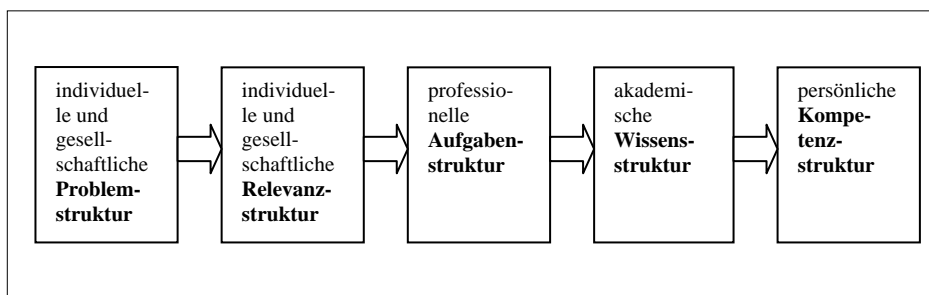 individuel-
le und
gesell-
schaftliche
Problem-
struktur
individuel-
le und
gesell-
schaftliche
Relevanz-
struktur
professio-
nelle
Aufgaben-
struktur
akademi-
sche
Wissens-
struktur
persönliche
Kompe-
tenz-
struktur